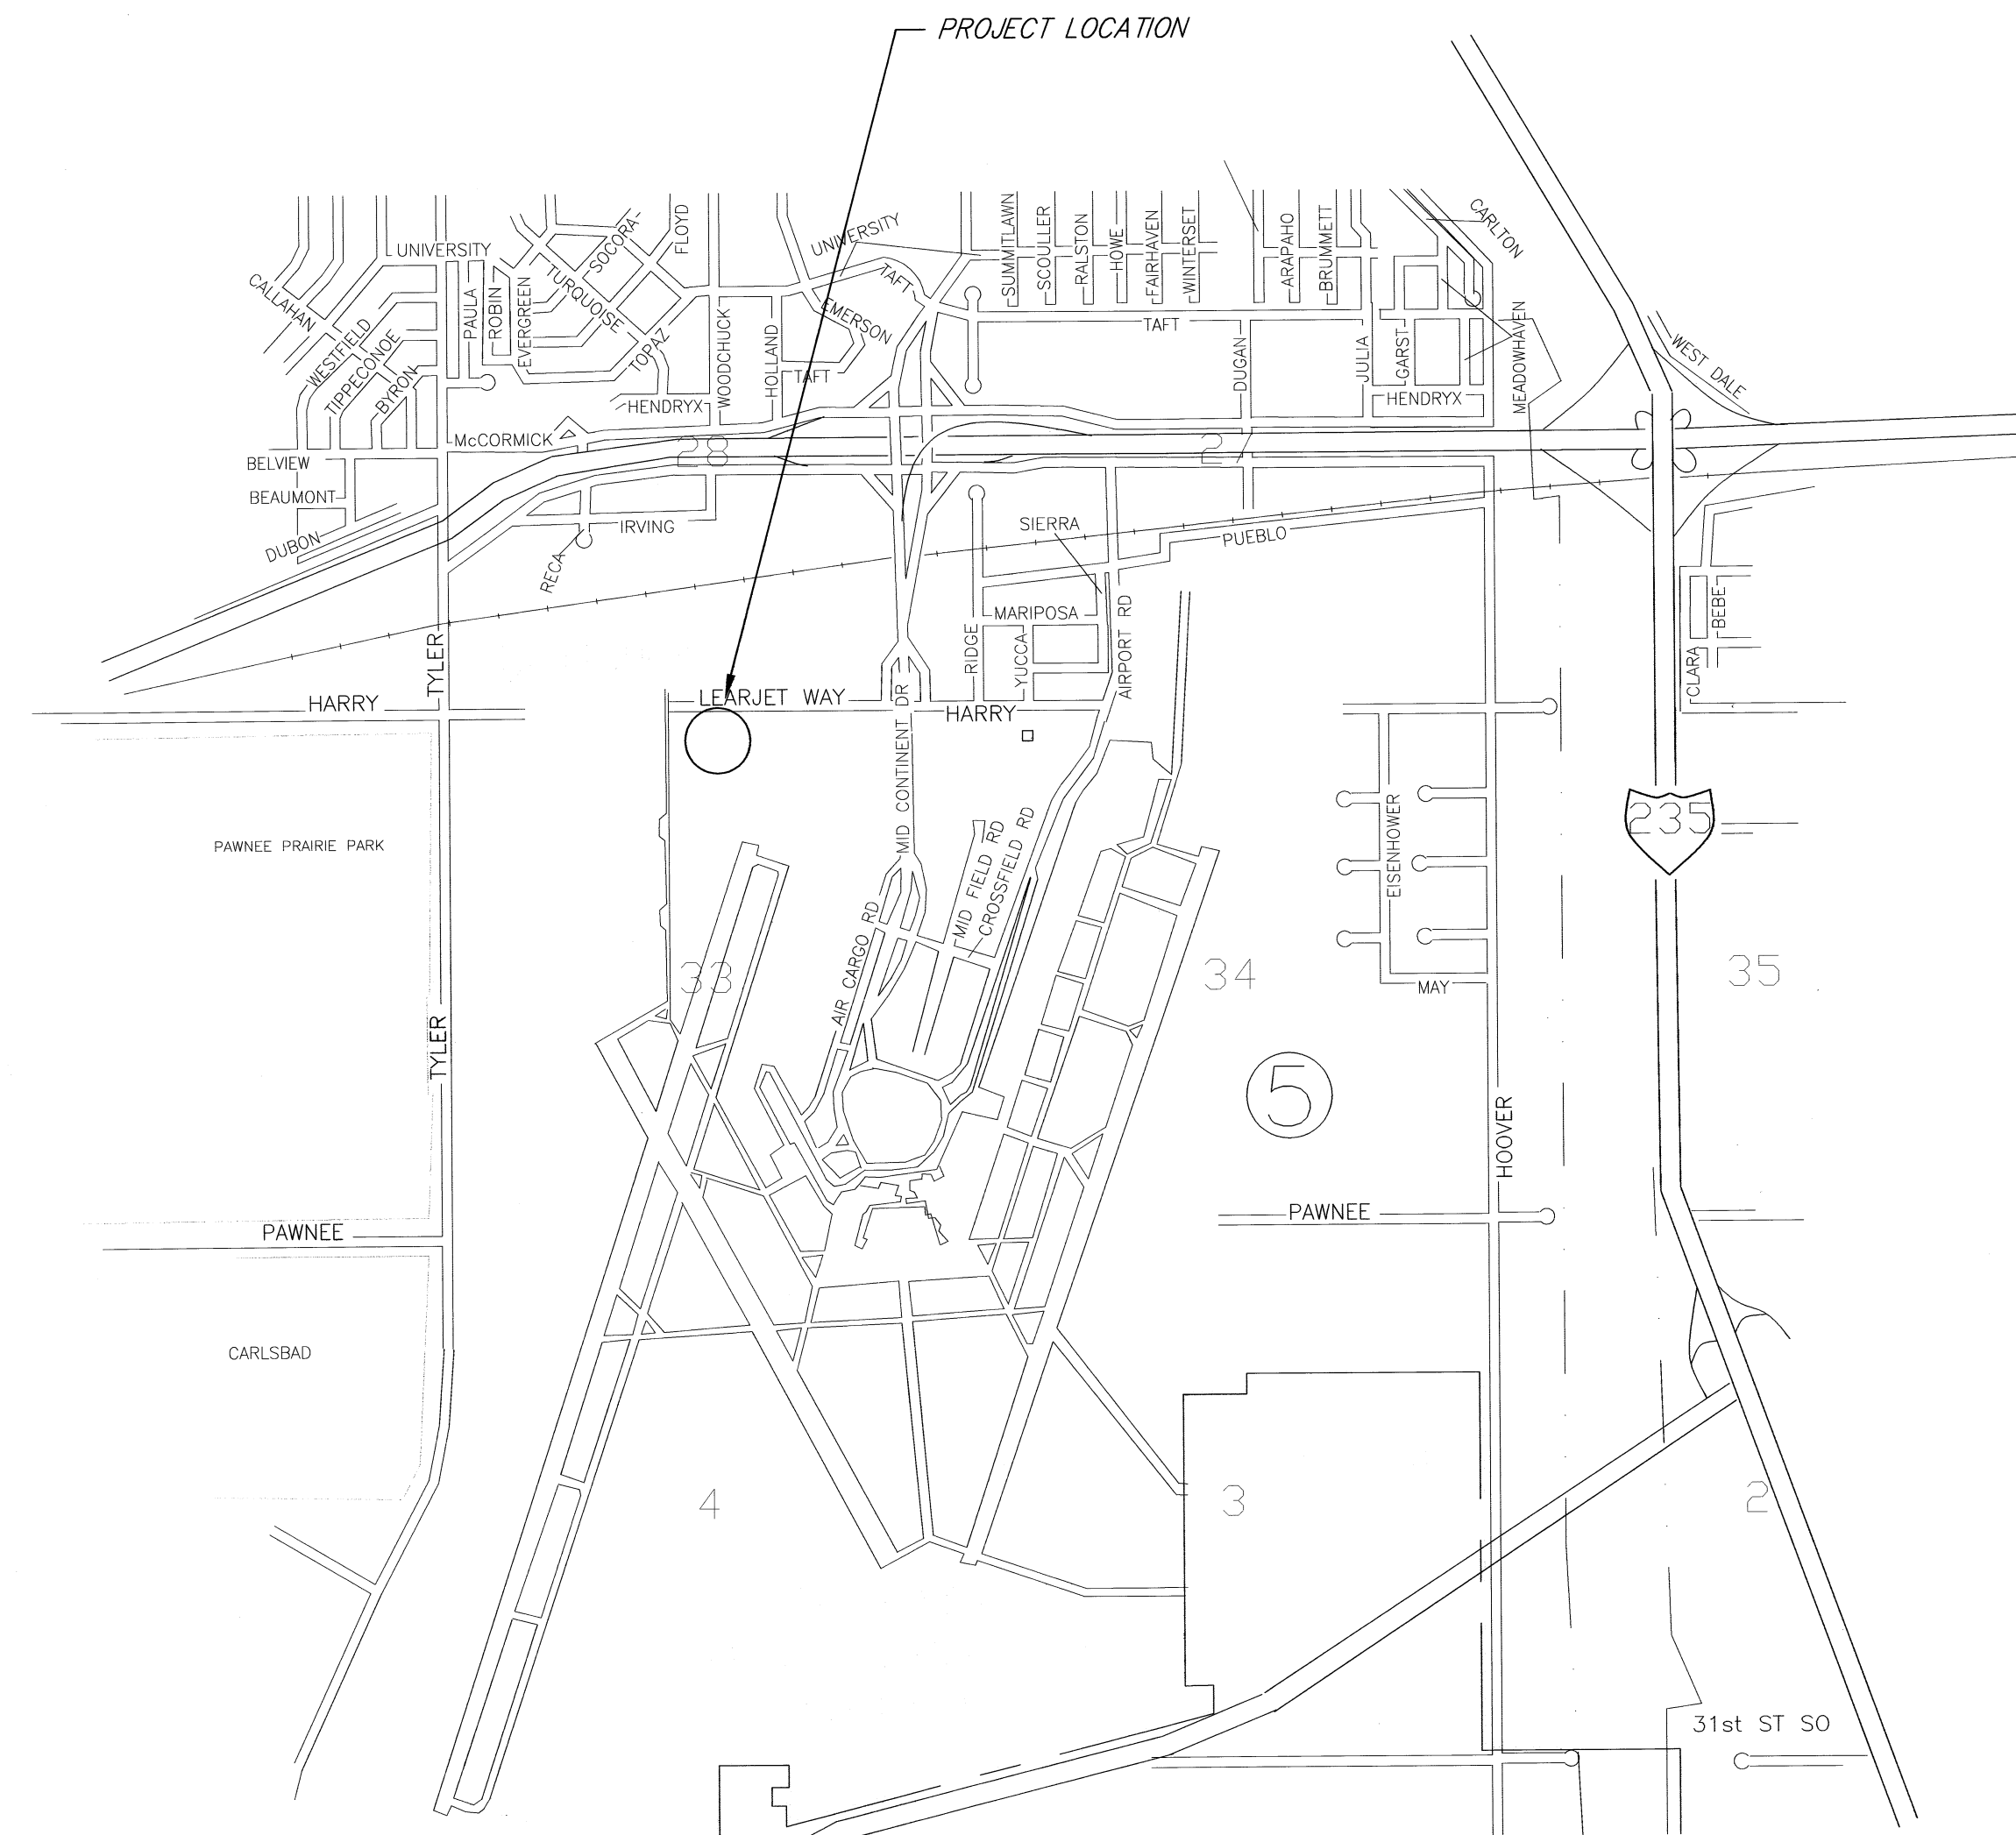 PROJECT LOCATION
UNIVERSITY
CALLAHAN
WESTFIELD
TIPPECONOE
BYRON
PAULA
ROBIN
EVERGREEN
TURQUOISE
SOCORA-
TOPAZ
FLOYD
WOODCHUCK
HOLLAND
UNIVERSITY
TAFT
EMERSON
TAFT
HENDRYX
SUMMITLAWN
SCOULLER
RALSTON
HOWE
FAIRHAVEN
WINTERSET
ARAPAHO
BRUMMETT
CARLTON
TAFT
DUGAN
JULIA
GARST
HENDRYX
MEADOWHAVEN
WEST DALE
McCORMICK
BELVIEW
BEAUMONT
DUBON
28
2
IRVING
RECA
SIERRA
PUEBLO
MARIPOSA
RIDGE
YUCCA
AIRPORT RD
BEBE
CLARA
TYLER
HARRY
LEARJET WAY
HARRY
MID CONTINENT DR
PAWNEE PRAIRIE PARK
EISENHOWER
235
MID FIELD RD
CROSSFIELD RD
AIR CARGO RD
33
34
35
MAY
TYLER
5
HOOVER
PAWNEE
PAWNEE
CARLSBAD
4
3
2
31st ST SO